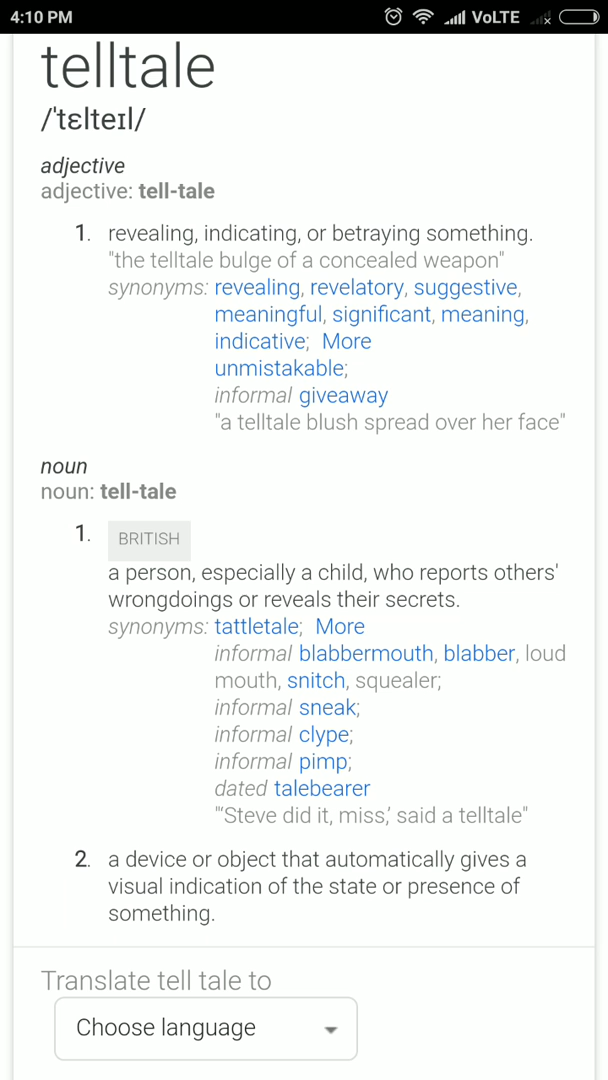 4:10 PM VoLTE
telltale
/ˈtɛlteɪl/
adjective
adjective: tell-tale
1. revealing, indicating, or betraying something.
"the telltale bulge of a concealed weapon"
synonyms: revealing, revelatory, suggestive,
meaningful, significant, meaning,
indicative; More
unmistakable;
informal giveaway
"a telltale blush spread over her face"
noun
noun: tell-tale
1. BRITISH
a person, especially a child, who reports others'
wrongdoings or reveals their secrets.
synonyms: tattletale; More
informal blabbermouth, blabber, loud
mouth, snitch, squealer;
informal sneak;
informal clype;
informal pimp;
dated talebearer
"‘Steve did it, miss,’ said a telltale"
2. a device or object that automatically gives a
visual indication of the state or presence of
something.
Translate tell tale to
Choose language